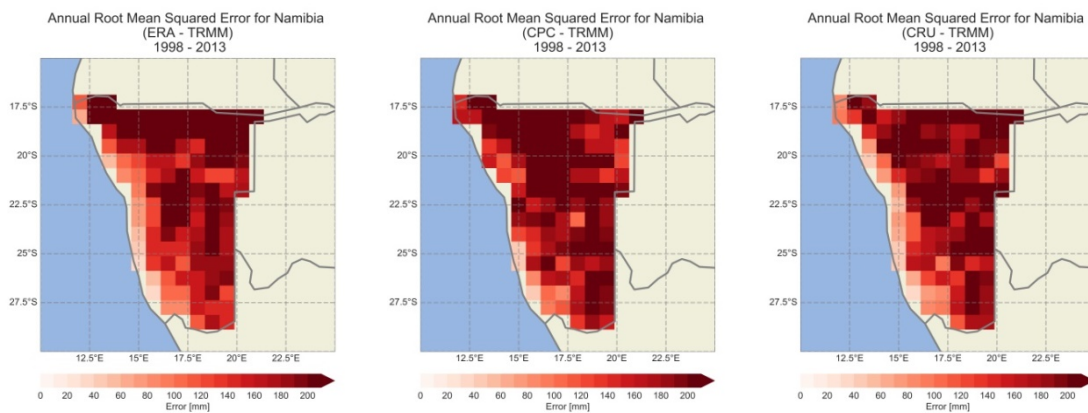 Annual Root Mean Squared Error for Namibia
(ERA - TRMM)
1998 - 2013
17.5°S
20°S
22.5°S
25°S
27.5°S
12.5°E 15°E 17.5°E 20°E 22.5°E
0 20 40 60 80 100 120 140 160 180 200
Error [mm]
Annual Root Mean Squared Error for Namibia
(CPC - TRMM)
1998 - 2013
17.5°S
20°S
22.5°S
25°S
27.5°S
12.5°E 15°E 17.5°E 20°E 22.5°E
0 20 40 60 80 100 120 140 160 180 200
Error [mm]
Annual Root Mean Squared Error for Namibia
(CRU - TRMM)
1998 - 2013
17.5°S
20°S
22.5°S
25°S
27.5°S
12.5°E 15°E 17.5°E 20°E 22.5°E
0 20 40 60 80 100 120 140 160 180 200
Error [mm]